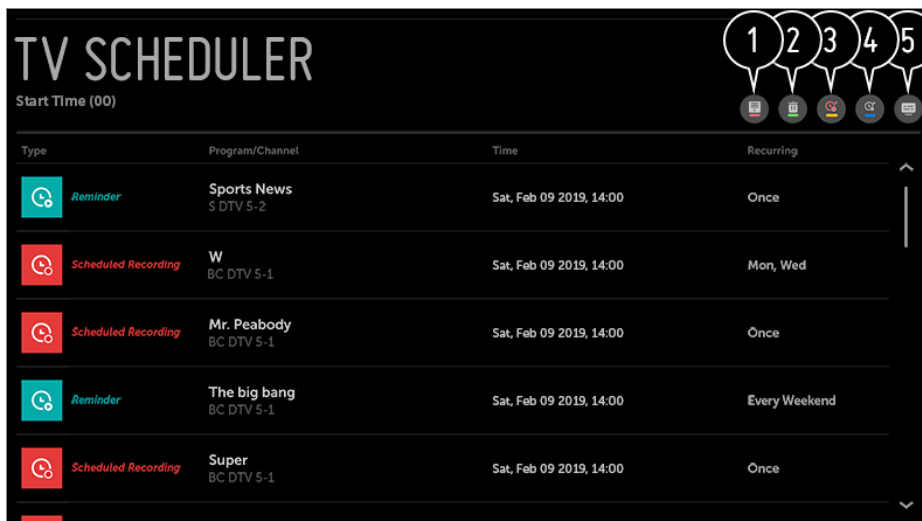 TV SCHEDULER
1 2 3 4 5
Start Time (00)
Type Program/Channel Time Recurring
Reminder Sports News Sat, Feb 09 2019, 14:00 Once
S DTV 5-2
Scheduled Recording W Sat, Feb 09 2019, 14:00 Mon, Wed
BC DTV 5-1
Scheduled Recording Mr. Peabody Sat, Feb 09 2019, 14:00 Once
BC DTV 5-1
Reminder The big bang Sat, Feb 09 2019, 14:00 Every Weekend
BC DTV 5-1
Scheduled Recording Super Sat, Feb 09 2019, 14:00 Once
BC DTV 5-1